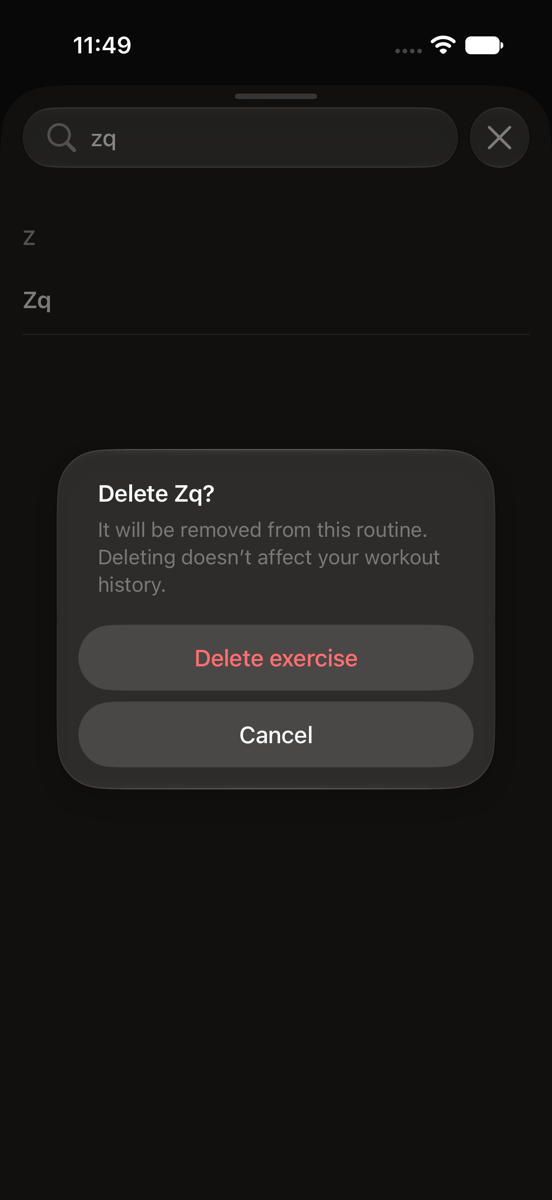 11:49
zq
Z
Zq
Delete Zq?
It will be removed from this routine.
Deleting doesn’t affect your workout
history.
Delete exercise
Cancel